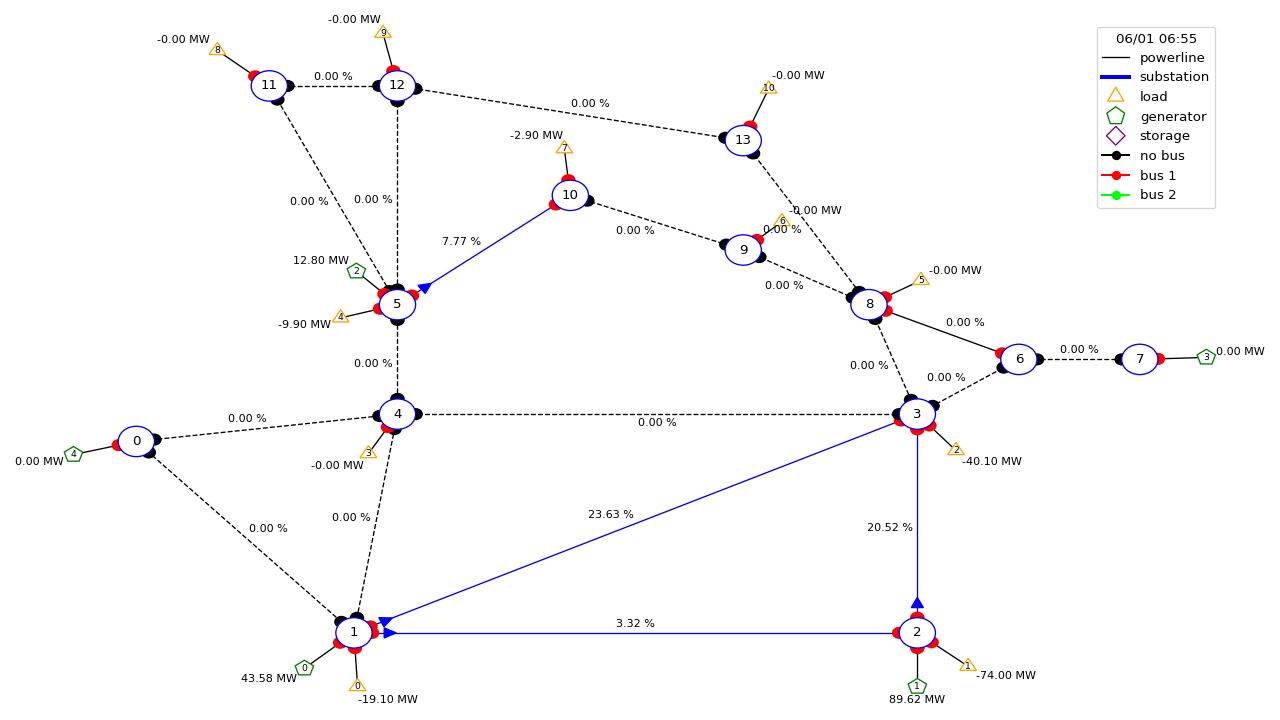 -0.00 MW
9
-0.00 MW
8
11
0.00 %
12
0.00 %
-0.00 MW
10
13
-2.90 MW
7
10
0.00 %
0.00 %
7.77 %
0.00 %
9
6
-0.00 MW
0.00 %
0.00 %
12.80 MW
2
5
4
-9.90 MW
8
5
-0.00 MW
0.00 %
6
0.00 %
7
3
0.00 MW
0.00 %
0.00 %
0.00 %
0
4
0.00 MW
0.00 %
4
3
-0.00 MW
0.00 %
3
2
-40.10 MW
0.00 %
0.00 %
23.63 %
20.52 %
1
3.32 %
2
0
43.58 MW
0
-19.10 MW
1
89.62 MW
1
-74.00 MW
06/01 06:55
powerline
substation
load
generator
storage
no bus
bus 1
bus 2